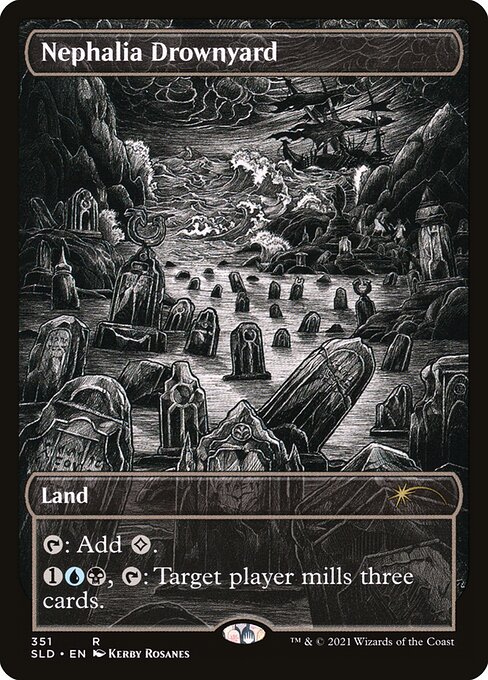 Nephalia Drownyard
Land
: Add .
1, : Target player mills three
cards.
351 R
SLD • EN Kerby Rosanes
™ & © 2021 Wizards of the Coast